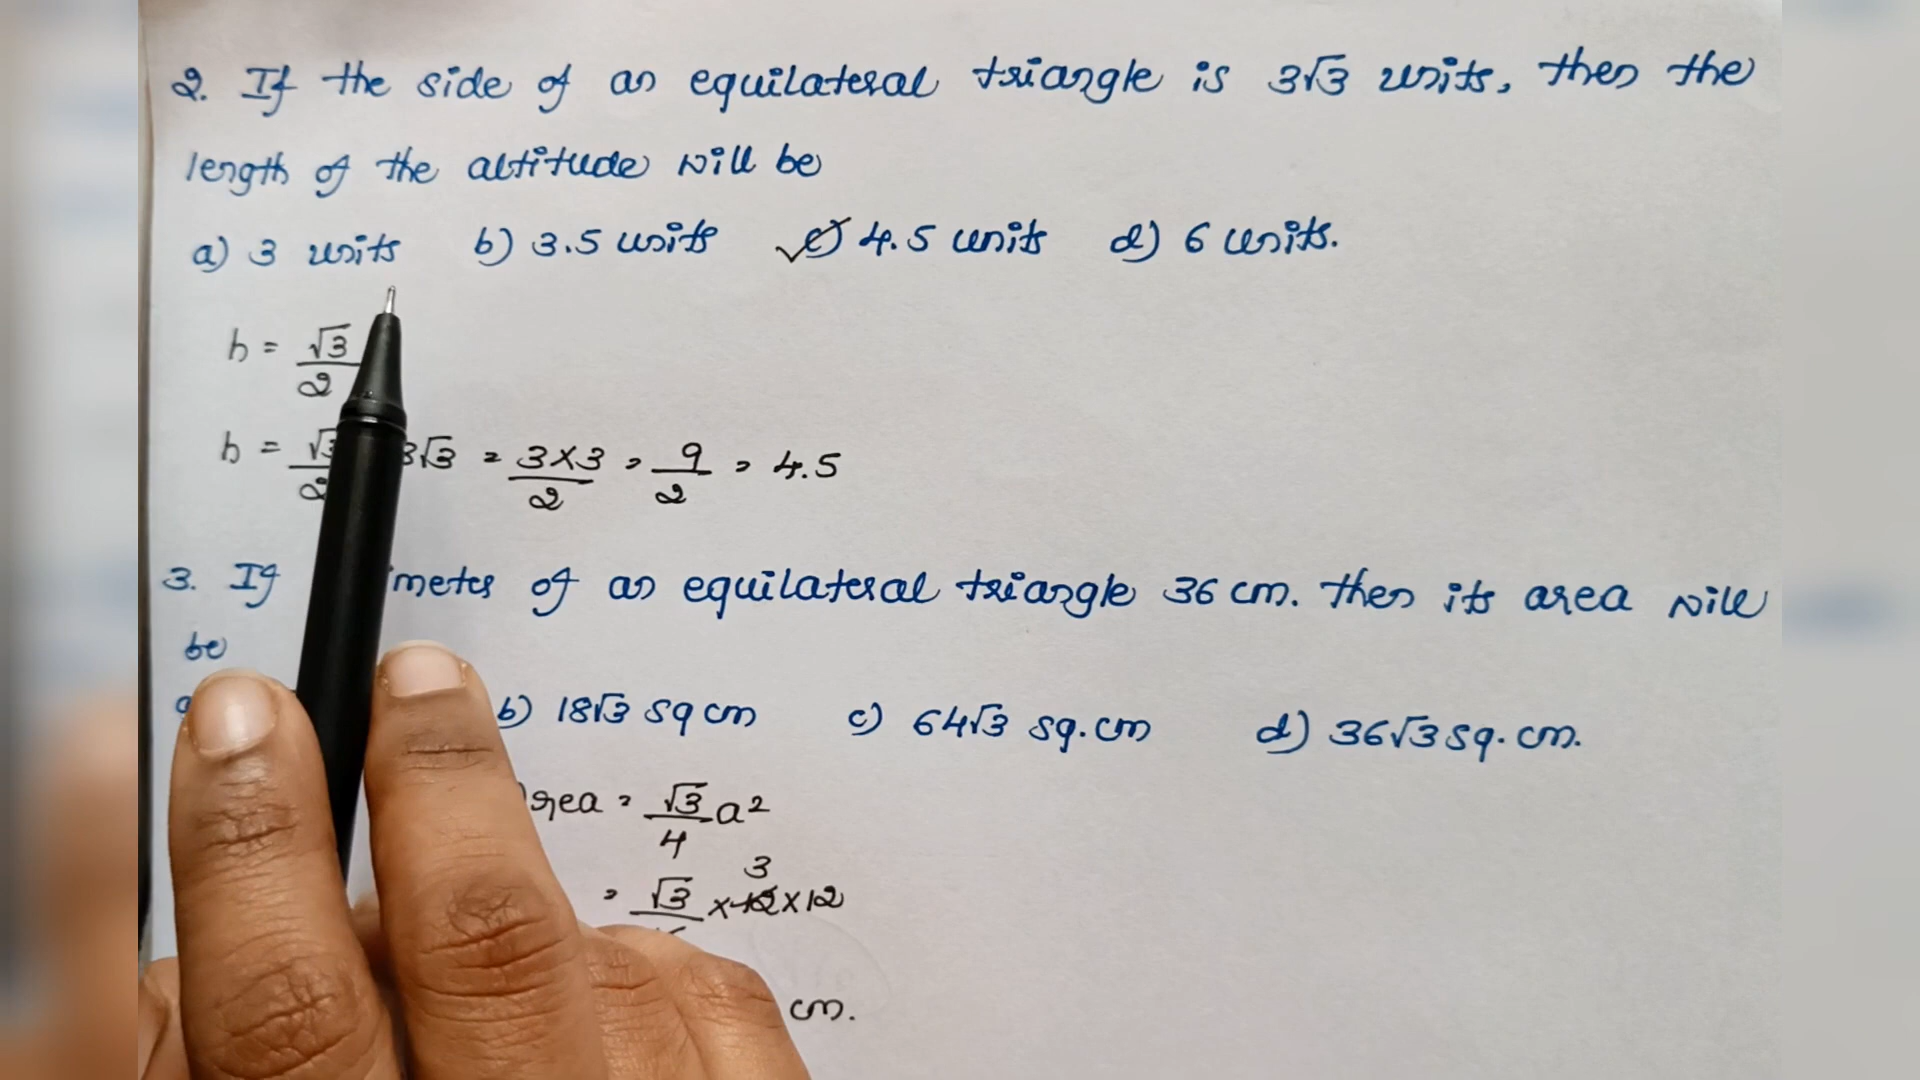 2. If the side of an equilateral triangle is 3√3 units, then the
length of the altitude will be
a) 3 units b) 3.5 units c) 4.5 units d) 6 units.
h = √3/2
h = √3/2 3√3 = 3×3/2 = 9/2 = 4.5
3. If of an equilateral triangle 36 cm. then its area will
be
b) 18√3 sq cm c) 64√3 sq.cm d) 36√3 sq.cm.
Area = √3/4 a²
= √3 × 12 × 12 3
cm.